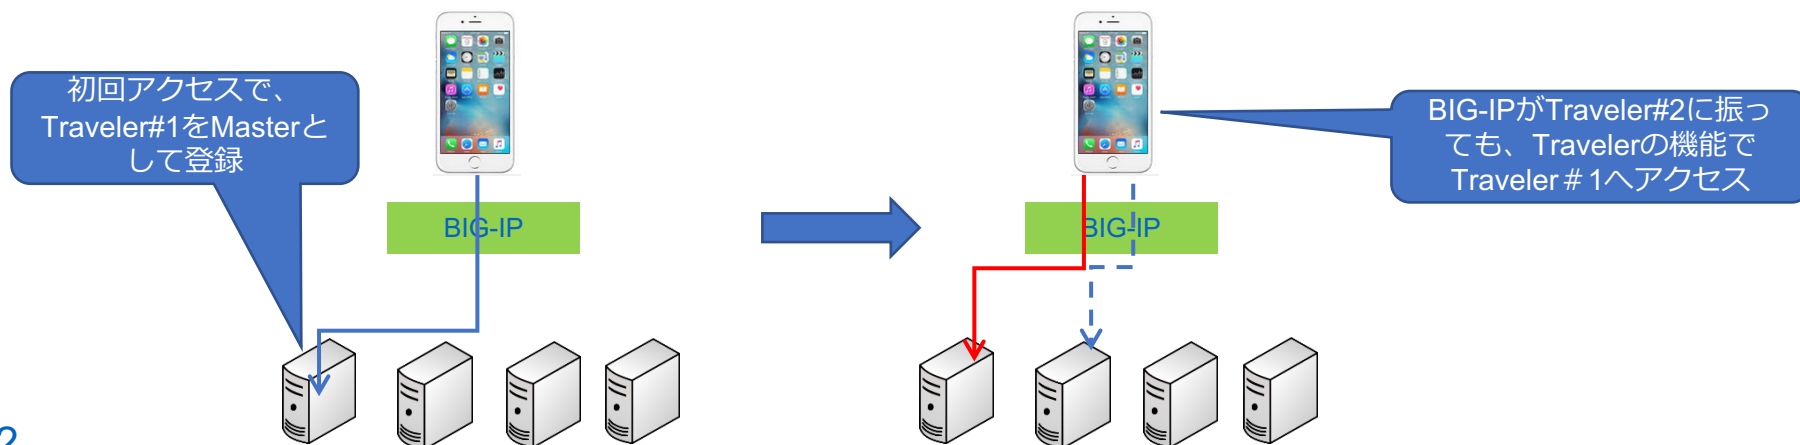 初回アクセスで、
Traveler#1をMasterと
して登録
BIG-IP
BIG-IP
BIG-IPがTraveler#2に振っ
ても、Travelerの機能で
Traveler＃1へアクセス
2